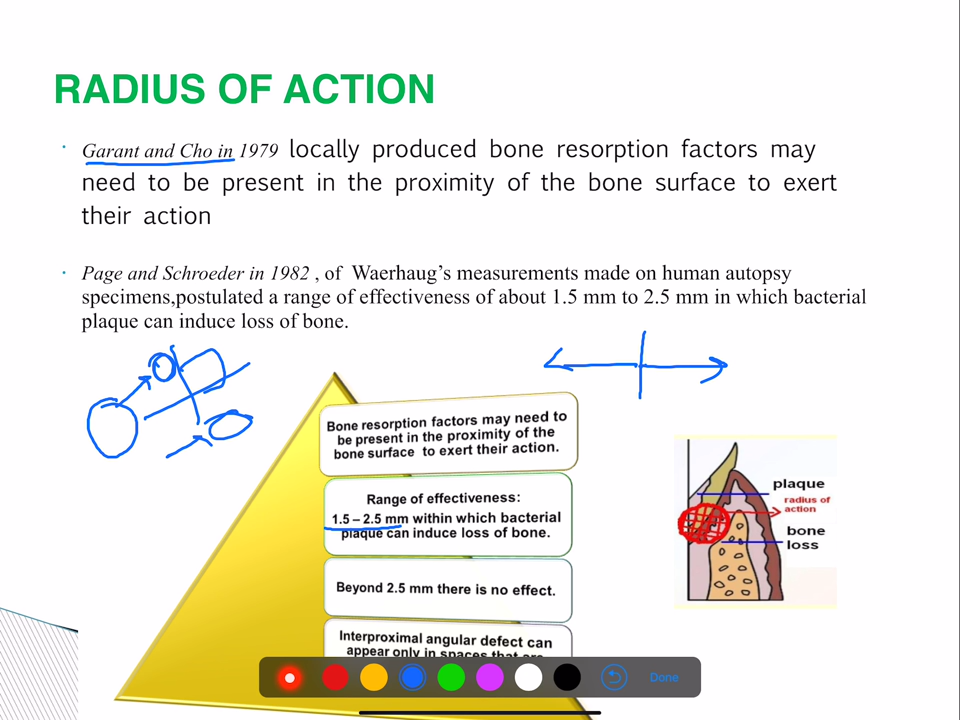 RADIUS OF ACTION
Garant and Cho in 1979 locally produced bone resorption factors may
need to be present in the proximity of the bone surface to exert
their action
Page and Schroeder in 1982 , of Waerhaug's measurements made on human autopsy
specimens,postulated a range of effectiveness of about 1.5 mm to 2.5 mm in which bacterial
plaque can induce loss of bone.
Bone resorption factors may need to
be present in the proximity of the
bone surface to exert their action.
Range of effectiveness:
1.5 – 2.5 mm within which bacterial
plaque can induce loss of bone.
Beyond 2.5 mm there is no effect.
Interproximal angular defect can
appear only in spaces that are
plaque
radius of
action
bone
loss
Done